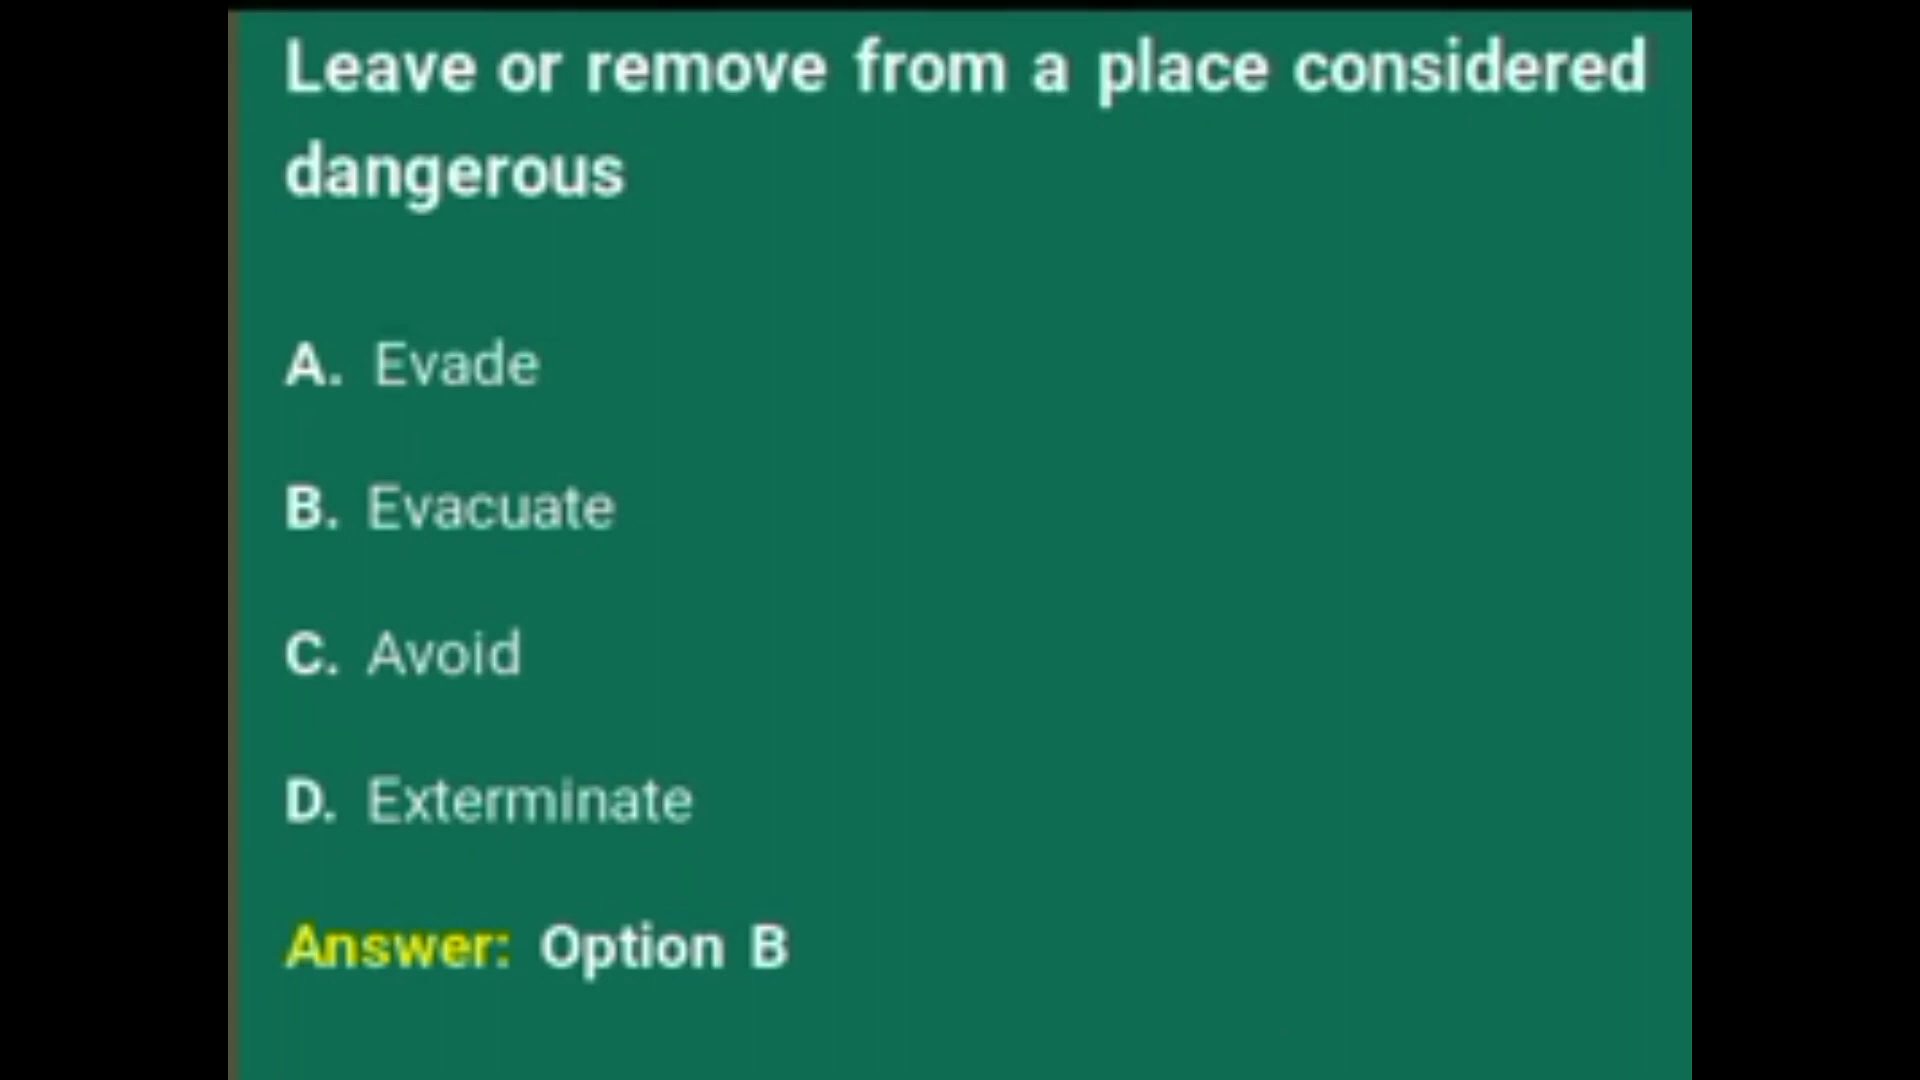 Leave or remove from a place considered
dangerous
A. Evade
B. Evacuate
C. Avoid
D. Exterminate
Answer: Option B